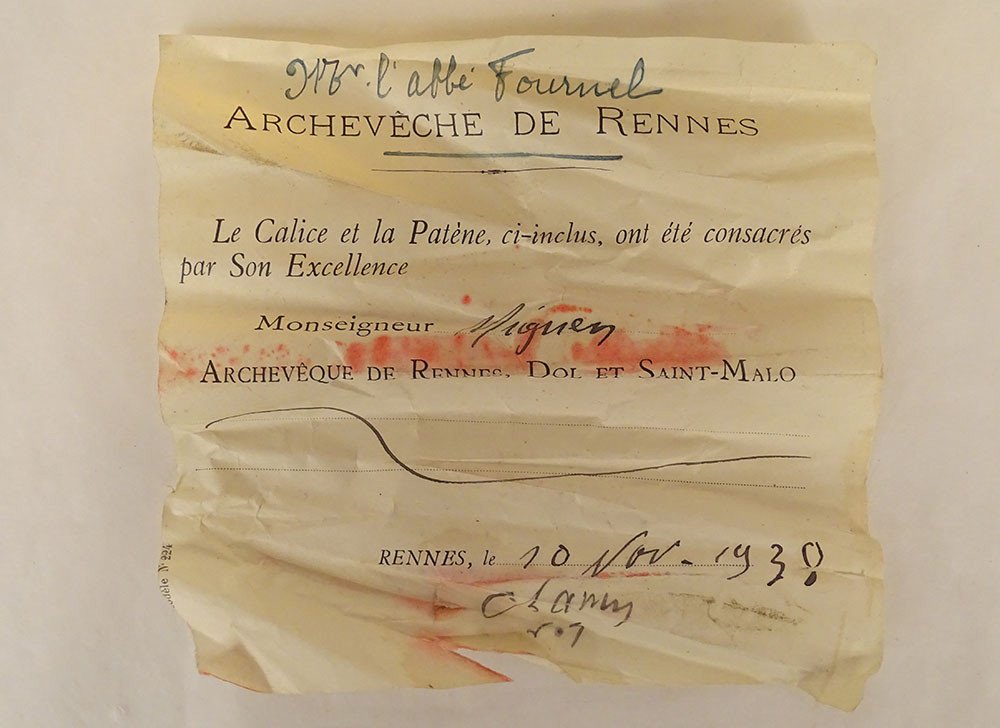 Mr. l'abbé Fournel
ARCHEVÊCHÉ DE RENNES
Le Calice et la Patène, ci-inclus, ont été consacrés
par Son Excellence
Monseigneur Mignen
ARCHEVÊQUE DE RENNES, DOL ET SAINT-MALO
RENNES, le 10 Nov. 1938
N° 224